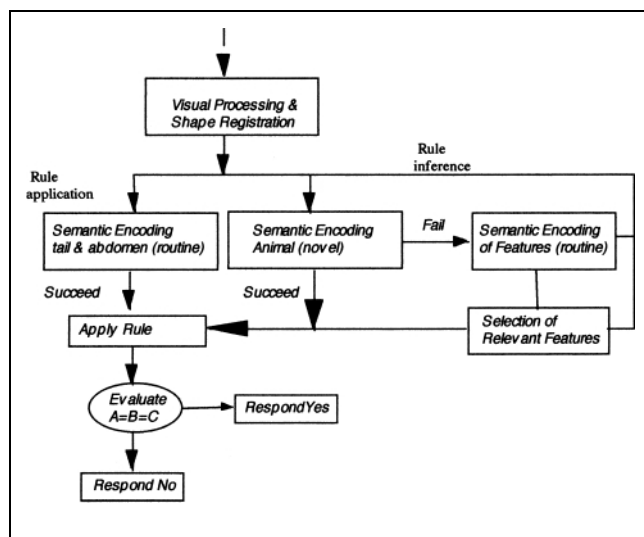 Visual Processing &
Shape Registration
Rule
inference
Rule
application
Semantic Encoding
tail & abdomen (routine)
Semantic Encoding
Animal (novel)
Fail
Semantic Encoding
of Features (routine)
Succeed
Succeed
Apply Rule
Selection of
Relevant Features
Evaluate
A=B=C
RespondYes
Respond No